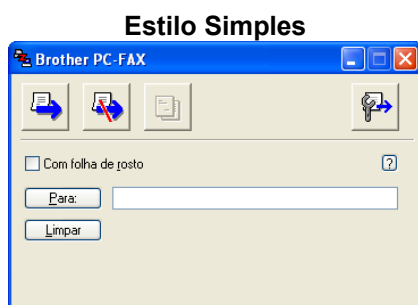 Estilo Simples
Brother PC-FAX
Com folha de rosto
?
Para:
Limpar